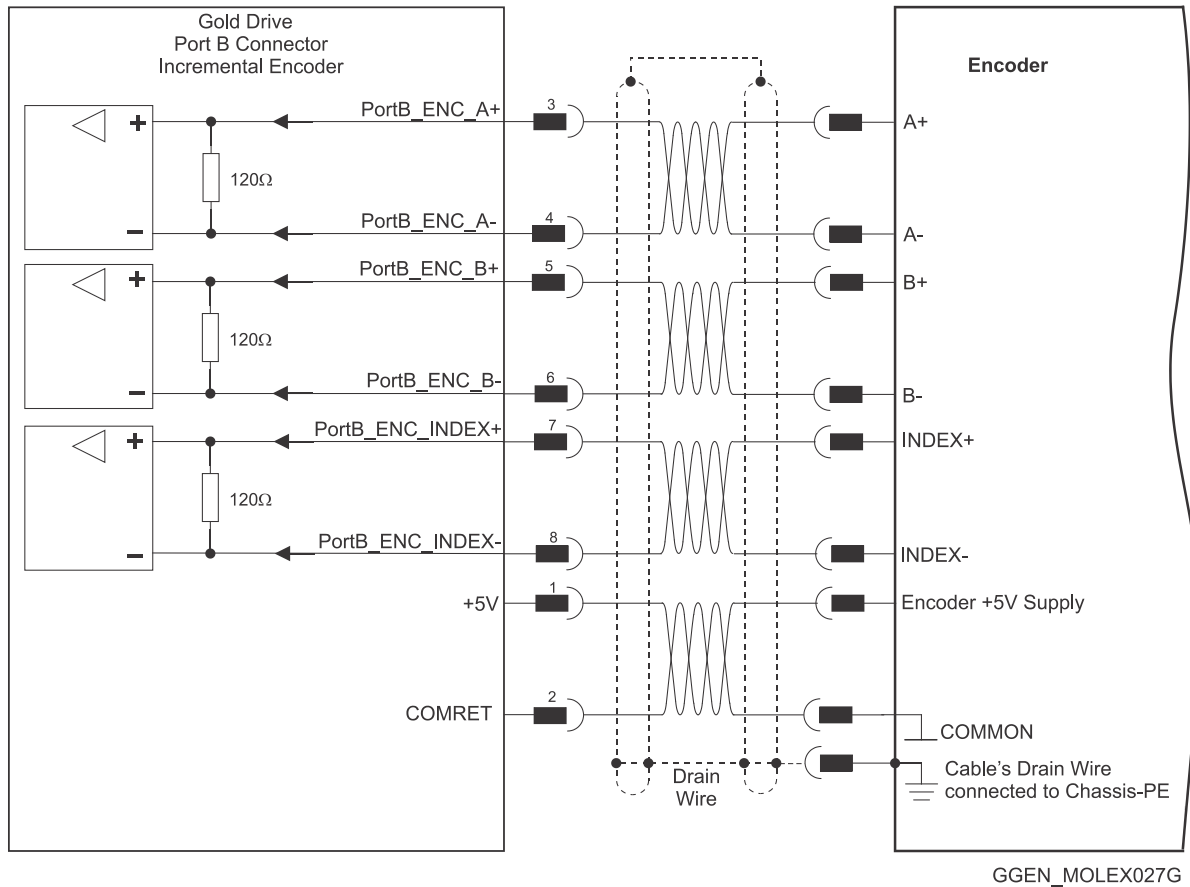 Gold Drive
Port B Connector
Incremental Encoder
Encoder
PortB_ENC_A+
3
A+
120Ω
PortB_ENC_A-
4
A-
PortB_ENC_B+
5
B+
120Ω
PortB_ENC_B-
6
B-
PortB_ENC_INDEX+
7
INDEX+
120Ω
PortB_ENC_INDEX-
8
INDEX-
+5V
1
Encoder +5V Supply
COMRET
2
COMMON
Drain
Wire
Cable's Drain Wire
connected to Chassis-PE
GGEN_MOLEX027G